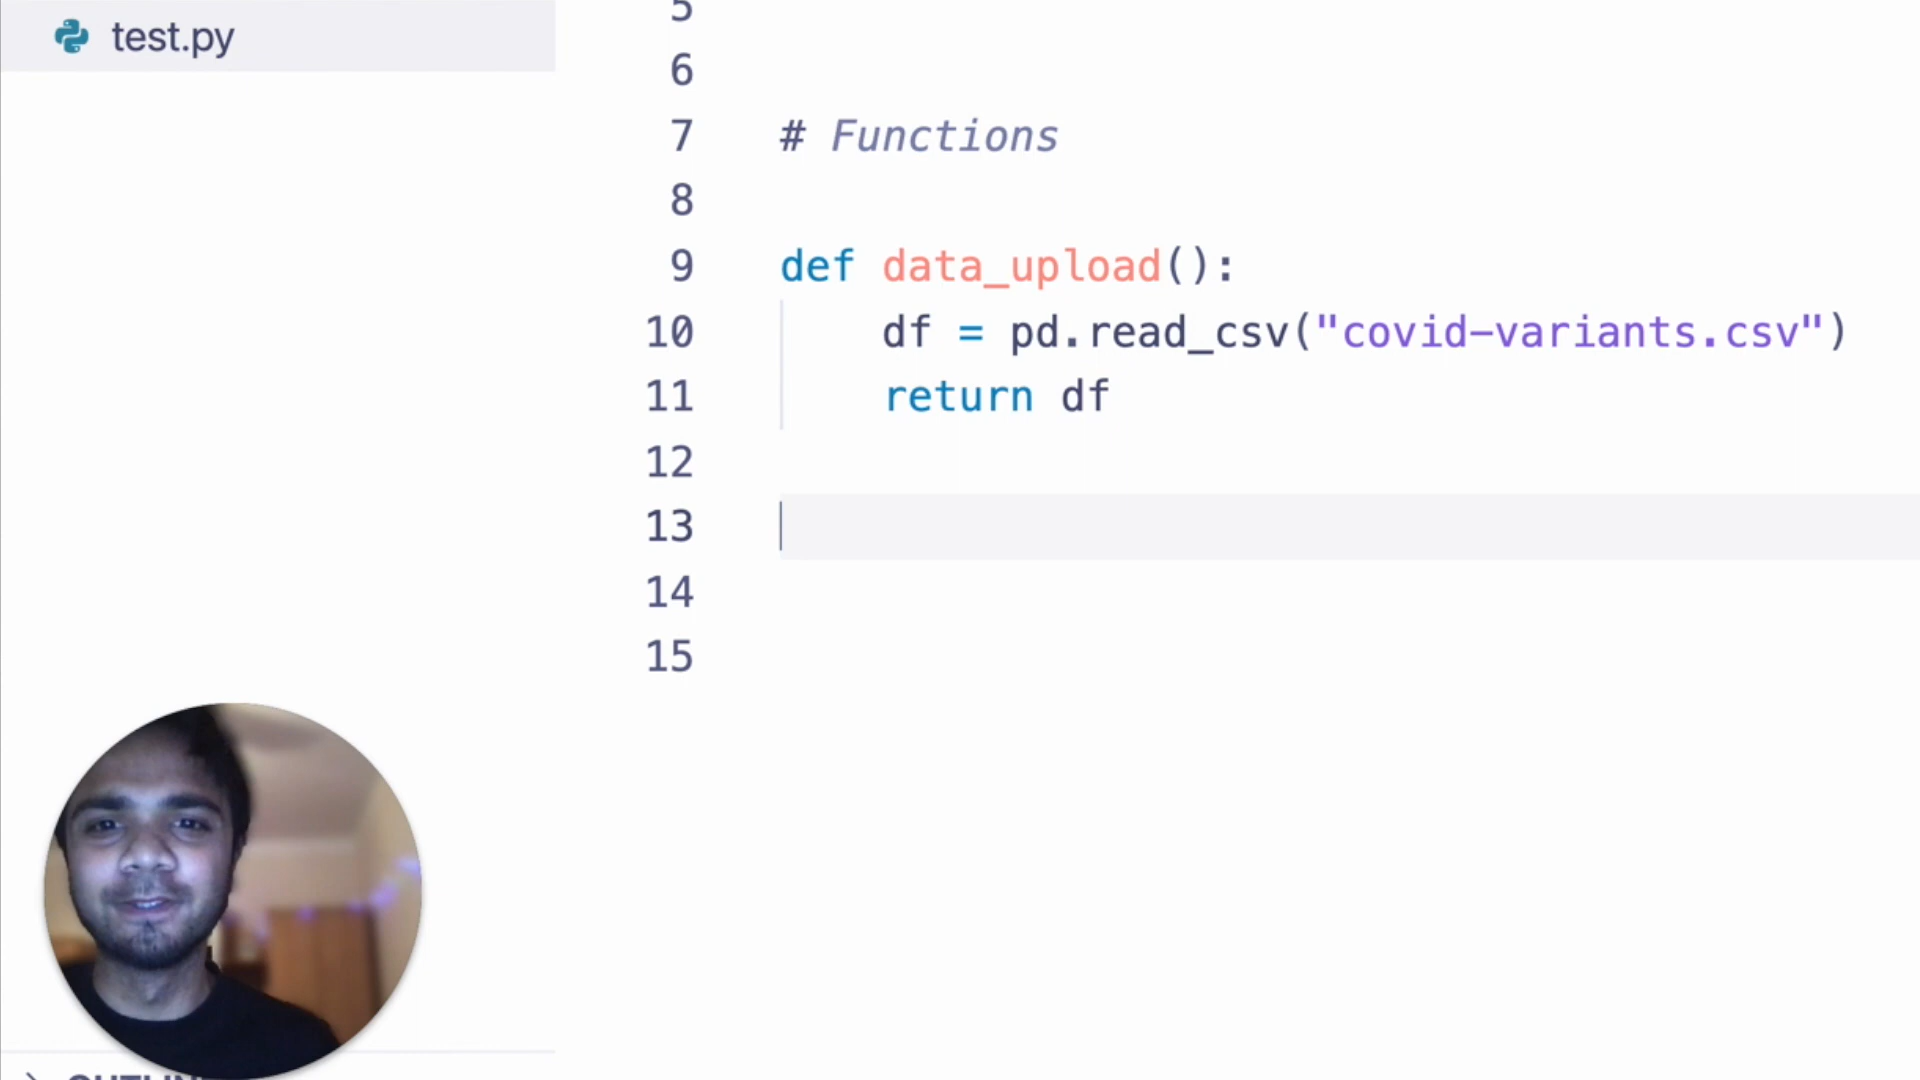 test.py
5
6
7 # Functions
8
9 def data_upload():
10 df = pd.read_csv("covid-variants.csv")
11 return df
12
13
14
15